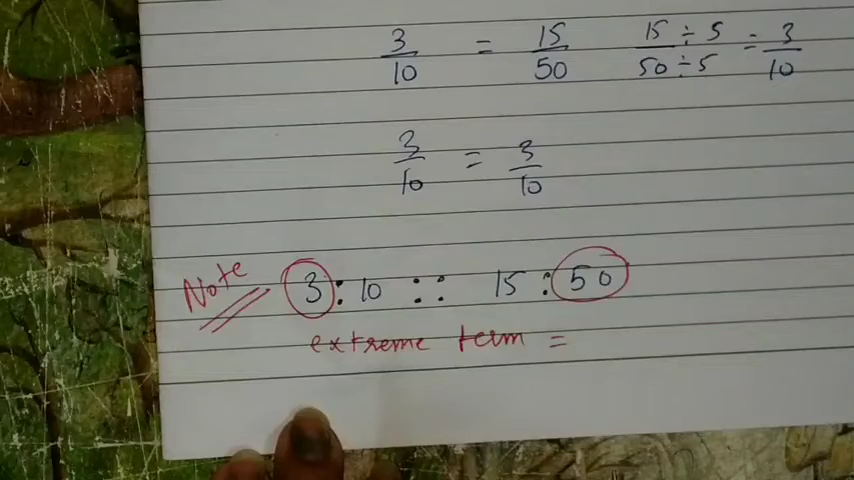 3/10 = 15/50 15÷5/50÷5 = 3/10
3/10 = 3/10
Note 3 : 10 :: 15 : 50
extreme term =